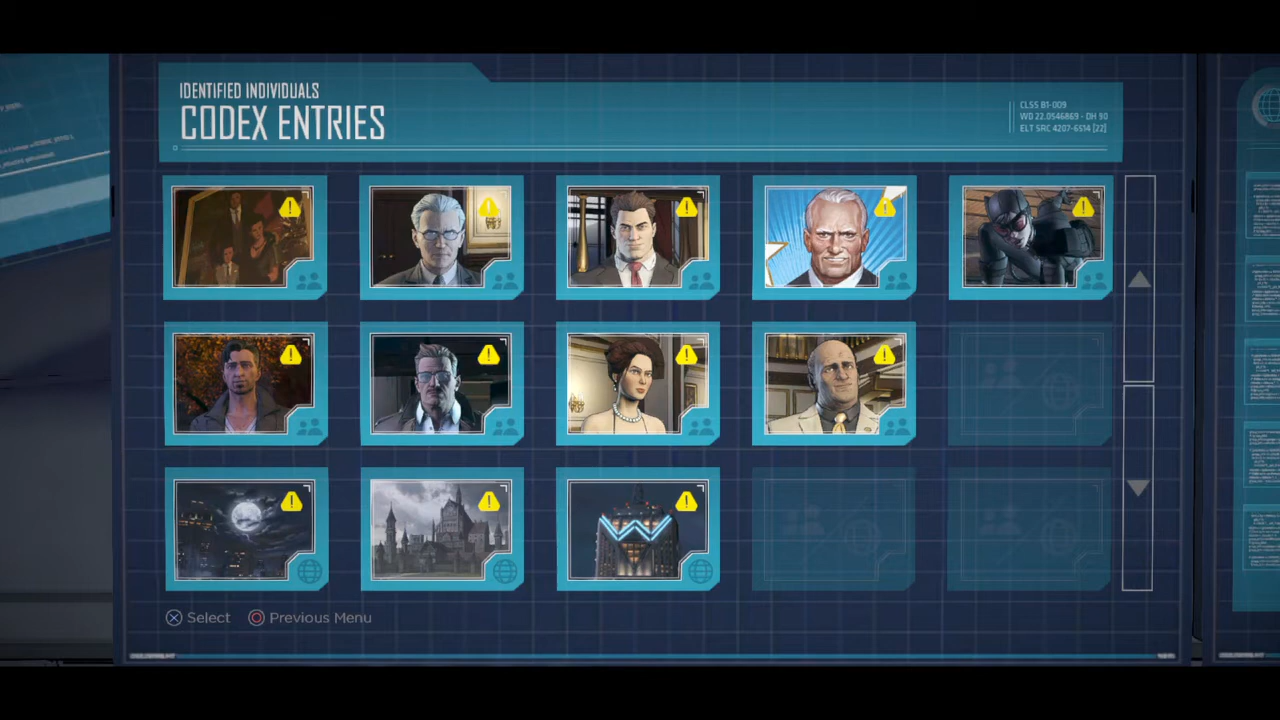 IDENTIFIED INDIVIDUALS
CODEX ENTRIES
CLSS B1-009
WD 22.0546869 - DH 90
ELT SRC 4207-6514 [22]
Select
Previous Menu